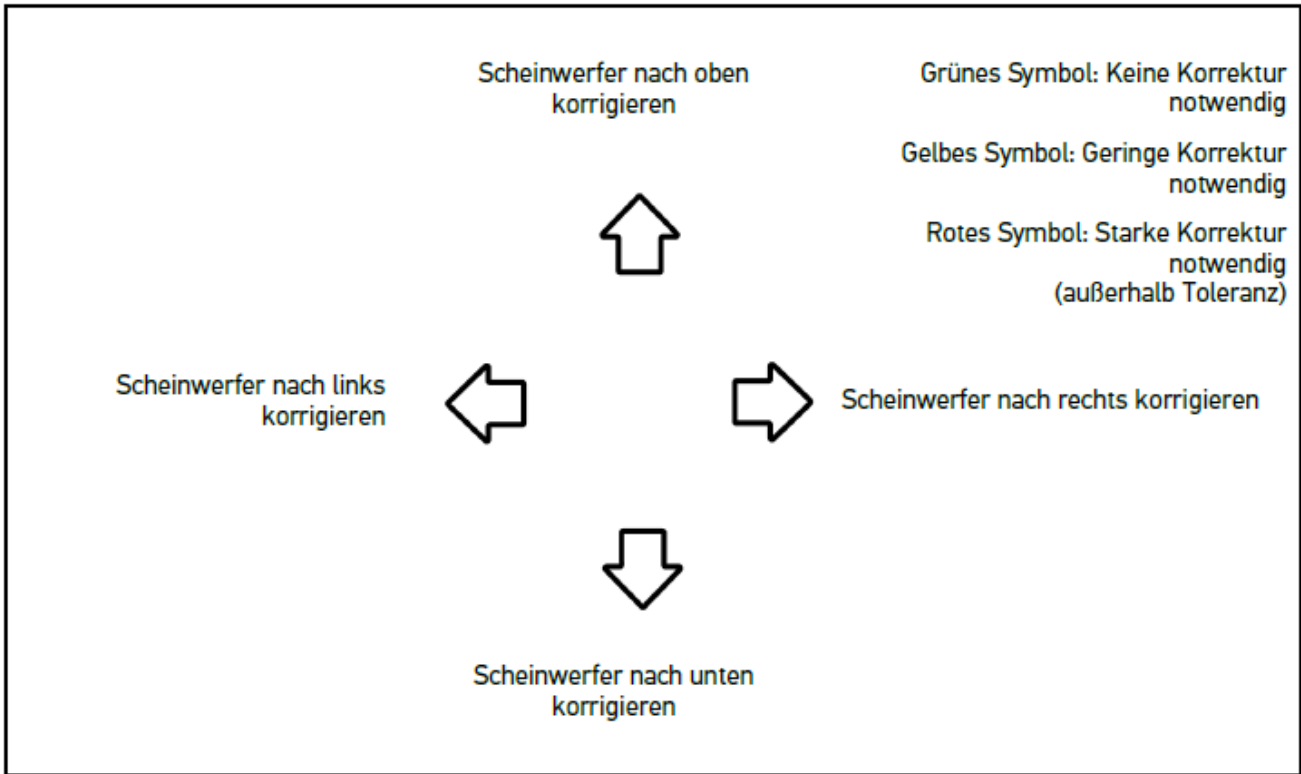 Scheinwerfer nach oben
korrigieren
Grünes Symbol: Keine Korrektur
notwendig
Gelbes Symbol: Geringe Korrektur
notwendig
Rotes Symbol: Starke Korrektur
notwendig
(außerhalb Toleranz)
Scheinwerfer nach links
korrigieren
Scheinwerfer nach rechts korrigieren
Scheinwerfer nach unten
korrigieren